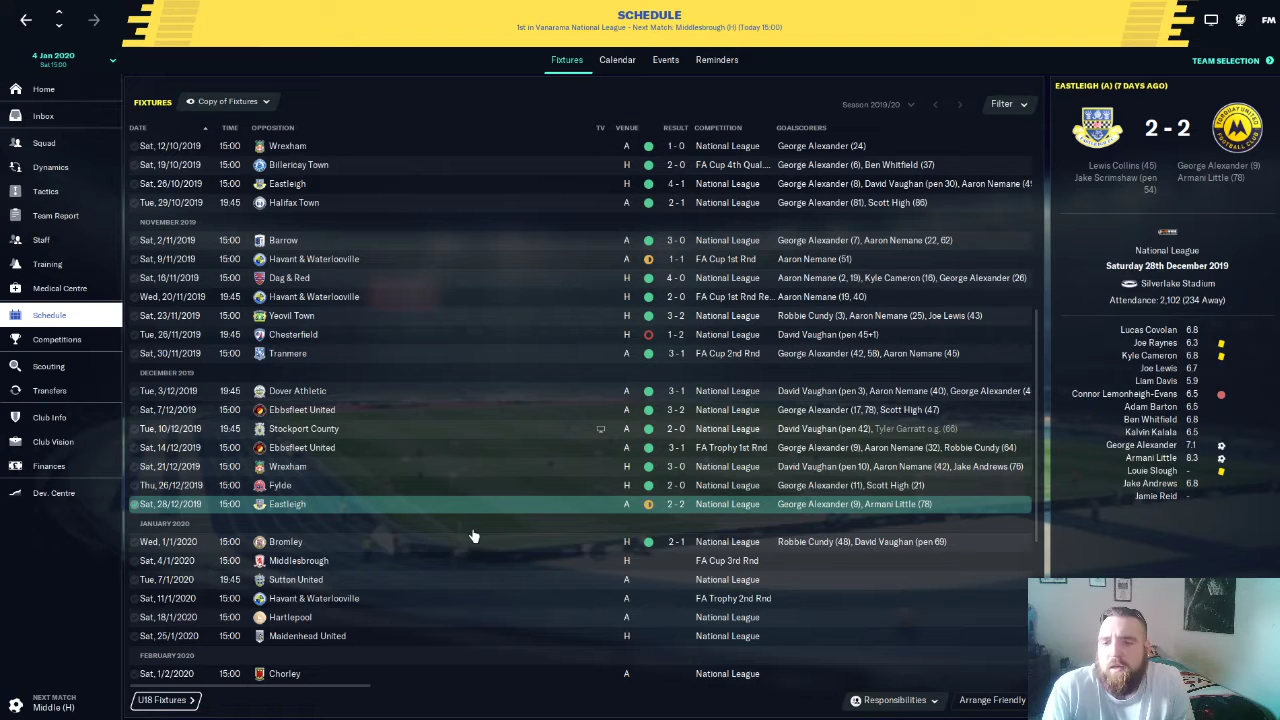 SCHEDULE
FM
1st in Vanarama National League - Next Match: Middlesbrough (H) (Today 15:00)
4 Jan 2020
Sat 15:00
Fixtures Calendar Events Reminders
TEAM SELECTION
Home
Inbox
Squad
Dynamics
Tactics
Team Report
Staff
Training
Medical Centre
Schedule
Competitions
Scouting
Transfers
Club Info
Club Vision
Finances
Dev. Centre
NEXT MATCH
Middle (H)
FIXTURES Copy of Fixtures Season 2019/20 Filter
DATE TIME OPPOSITION TV VENUE RESULT COMPETITION GOALSCORERS
Sat, 12/10/2019 15:00 Wrexham A 1 - 0 National League George Alexander (24)
Sat, 19/10/2019 15:00 Billericay Town H 2 - 0 FA Cup 4th Qual.... George Alexander (6), Ben Whitfield (37)
Sat, 26/10/2019 15:00 Eastleigh H 4 - 1 National League George Alexander (8), David Vaughan (pen 30), Aaron Nemane (4
Tue, 29/10/2019 19:45 Halifax Town H 2 - 1 National League George Alexander (81), Scott High (86)
NOVEMBER 2019
Sat, 2/11/2019 15:00 Barrow A 3 - 0 National League George Alexander (7), Aaron Nemane (22, 62)
Sat, 9/11/2019 15:00 Havant & Waterlooville A 1 - 1 FA Cup 1st Rnd Aaron Nemane (51)
Sat, 16/11/2019 15:00 Dag & Red H 4 - 0 National League Aaron Nemane (2, 19), Kyle Cameron (16), George Alexander (26)
Wed, 20/11/2019 19:45 Havant & Waterlooville H 2 - 0 FA Cup 1st Rnd Re... Aaron Nemane (19, 40)
Sat, 23/11/2019 15:00 Yeovil Town H 3 - 2 National League Robbie Cundy (3), Aaron Nemane (25), Joe Lewis (43)
Tue, 26/11/2019 19:45 Chesterfield H 1 - 2 National League David Vaughan (pen 45+1)
Sat, 30/11/2019 15:00 Tranmere A 3 - 1 FA Cup 2nd Rnd George Alexander (42, 58), Aaron Nemane (45)
DECEMBER 2019
Tue, 3/12/2019 19:45 Dover Athletic A 3 - 1 National League David Vaughan (pen 3), Aaron Nemane (40), George Alexander (4
Sat, 7/12/2019 15:00 Ebbsfleet United A 3 - 2 National League George Alexander (17, 78), Scott High (47)
Tue, 10/12/2019 19:45 Stockport County A 2 - 0 National League David Vaughan (pen 42), Tyler Garratt o.g. (66)
Sat, 14/12/2019 15:00 Ebbsfleet United A 3 - 1 FA Trophy 1st Rnd George Alexander (9), Aaron Nemane (32), Robbie Cundy (64)
Sat, 21/12/2019 15:00 Wrexham H 3 - 0 National League David Vaughan (pen 10), Aaron Nemane (42), Jake Andrews (76)
Thu, 26/12/2019 15:00 Fylde H 2 - 0 National League George Alexander (11), Scott High (21)
Sat, 28/12/2019 15:00 Eastleigh A 2 - 2 National League George Alexander (9), Armani Little (78)
JANUARY 2020
Wed, 1/1/2020 15:00 Bromley H 2 - 1 National League Robbie Cundy (48), David Vaughan (pen 69)
Sat, 4/1/2020 15:00 Middlesbrough H FA Cup 3rd Rnd
Tue, 7/1/2020 19:45 Sutton United A National League
Sat, 11/1/2020 15:00 Havant & Waterlooville A FA Trophy 2nd Rnd
Sat, 18/1/2020 15:00 Hartlepool A National League
Sat, 25/1/2020 15:00 Maidenhead United H National League
FEBRUARY 2020
Sat, 1/2/2020 15:00 Chorley A National League
U18 Fixtures Responsibilities Arrange Friendly
EASTLEIGH (A) (7 DAYS AGO)
2 - 2
Lewis Collins (45) George Alexander (9)
Jake Scrimshaw (pen Armani Little (78)
54)
National League
Saturday 28th December 2019
Silverlake Stadium
Attendance: 2,102 (234 Away)
Lucas Covolan 6.8
Joe Raynes 6.3
Kyle Cameron 6.8
Joe Lewis 6.7
Liam Davis 5.9
Connor Lemonheigh-Evans 6.5
Adam Barton 6.5
Ben Whitfield 6.8
Kalvin Kalala 6.5
George Alexander 7.1
Armani Little 8.3
Louie Slough -
Jake Andrews 6.8
Jamie Reid -